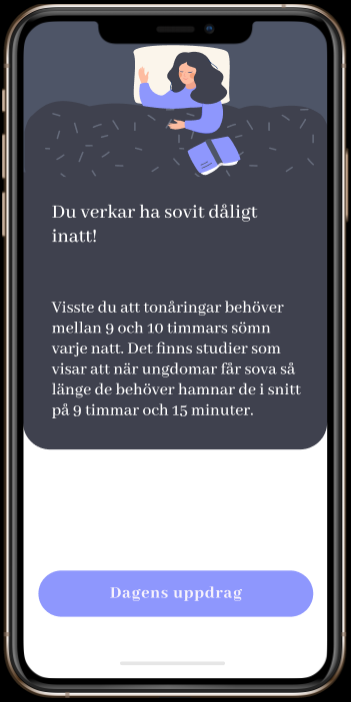 Du verkar ha sovit dåligt
inatt!
Visste du att tonåringar behöver
mellan 9 och 10 timmars sömn
varje natt. Det finns studier som
visar att när ungdomar får sova så
länge de behöver hamnar de i snitt
på 9 timmar och 15 minuter.
Dagens uppdrag